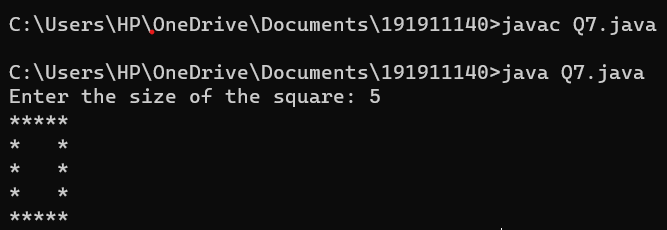 C:\Users\HP\OneDrive\Documents\191911140>javac Q7.java
C:\Users\HP\OneDrive\Documents\191911140>java Q7.java
Enter the size of the square: 5
*****
*   *
*   *
*   *
*****